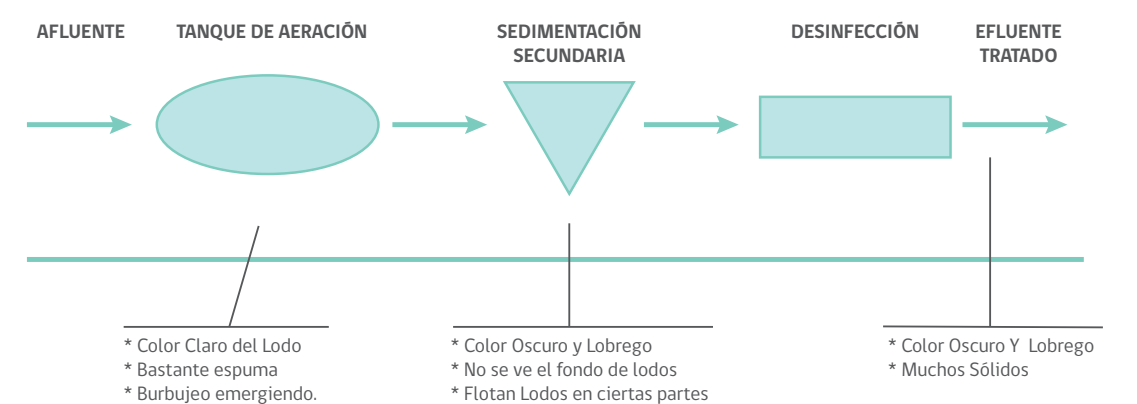 AFLUENTE
TANQUE DE AERACIÓN
SEDIMENTACIÓN
SECUNDARIA
DESINFECCIÓN
EFLUENTE
TRATADO
* Color Claro del Lodo
* Bastante espuma
* Burbujeo emergiendo.
* Color Oscuro y Lobrego
* No se ve el fondo de lodos
* Flotan Lodos en ciertas partes
* Color Oscuro Y Lobrego
* Muchos Sólidos